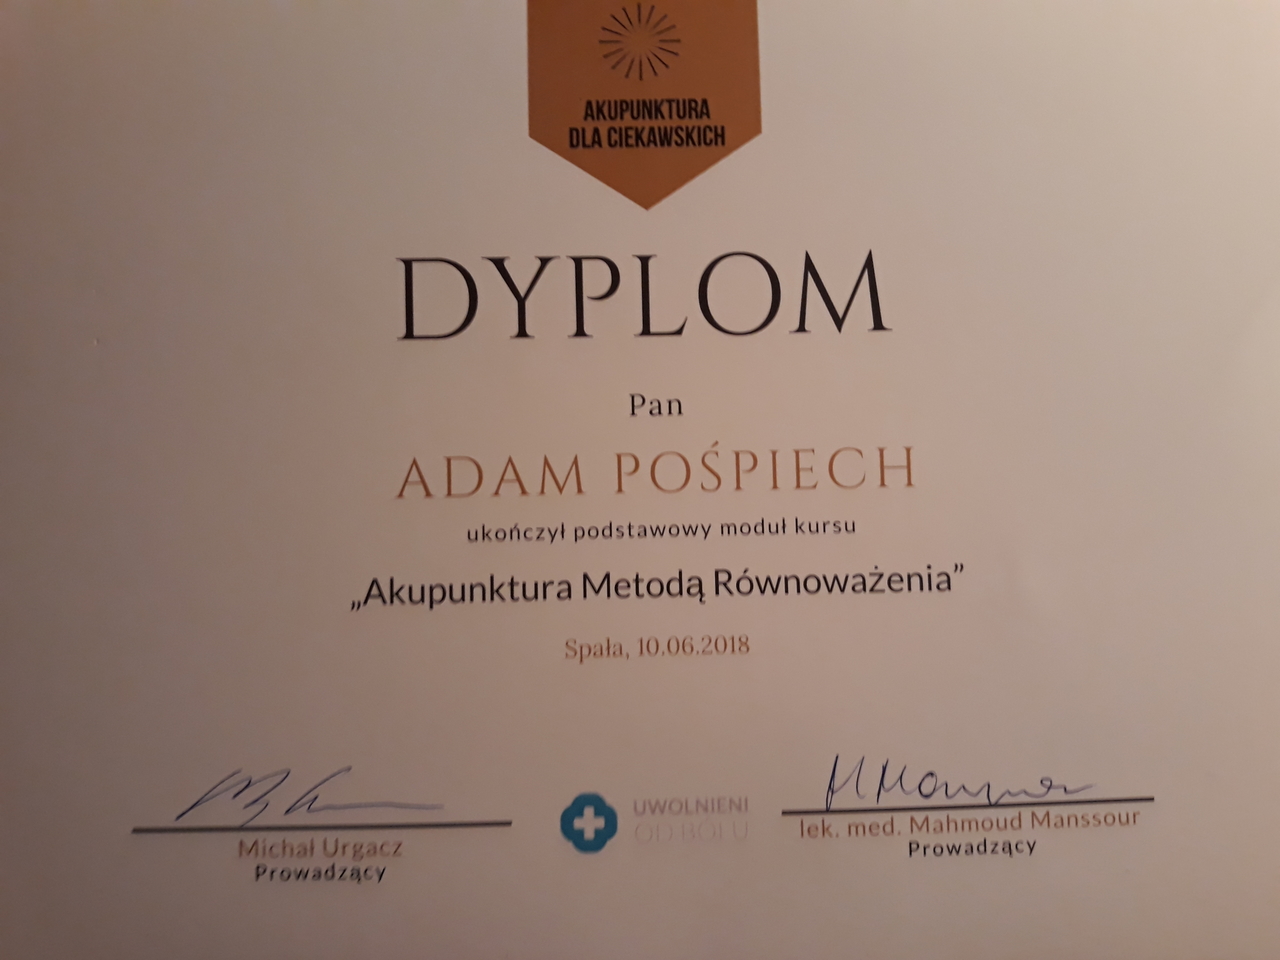 AKUPUNKTURA
DLA CIEKAWSKICH
DYPLOM
Pan
ADAM POŚPIECH
ukończył podstawowy moduł kursu
„Akupunktura Metodą Równoważenia”
Spała, 10.06.2018
UWOLNIENI
OD BÓLU
Michał Urgacz
Prowadzący
lek. med. Mahmoud Manssour
Prowadzący